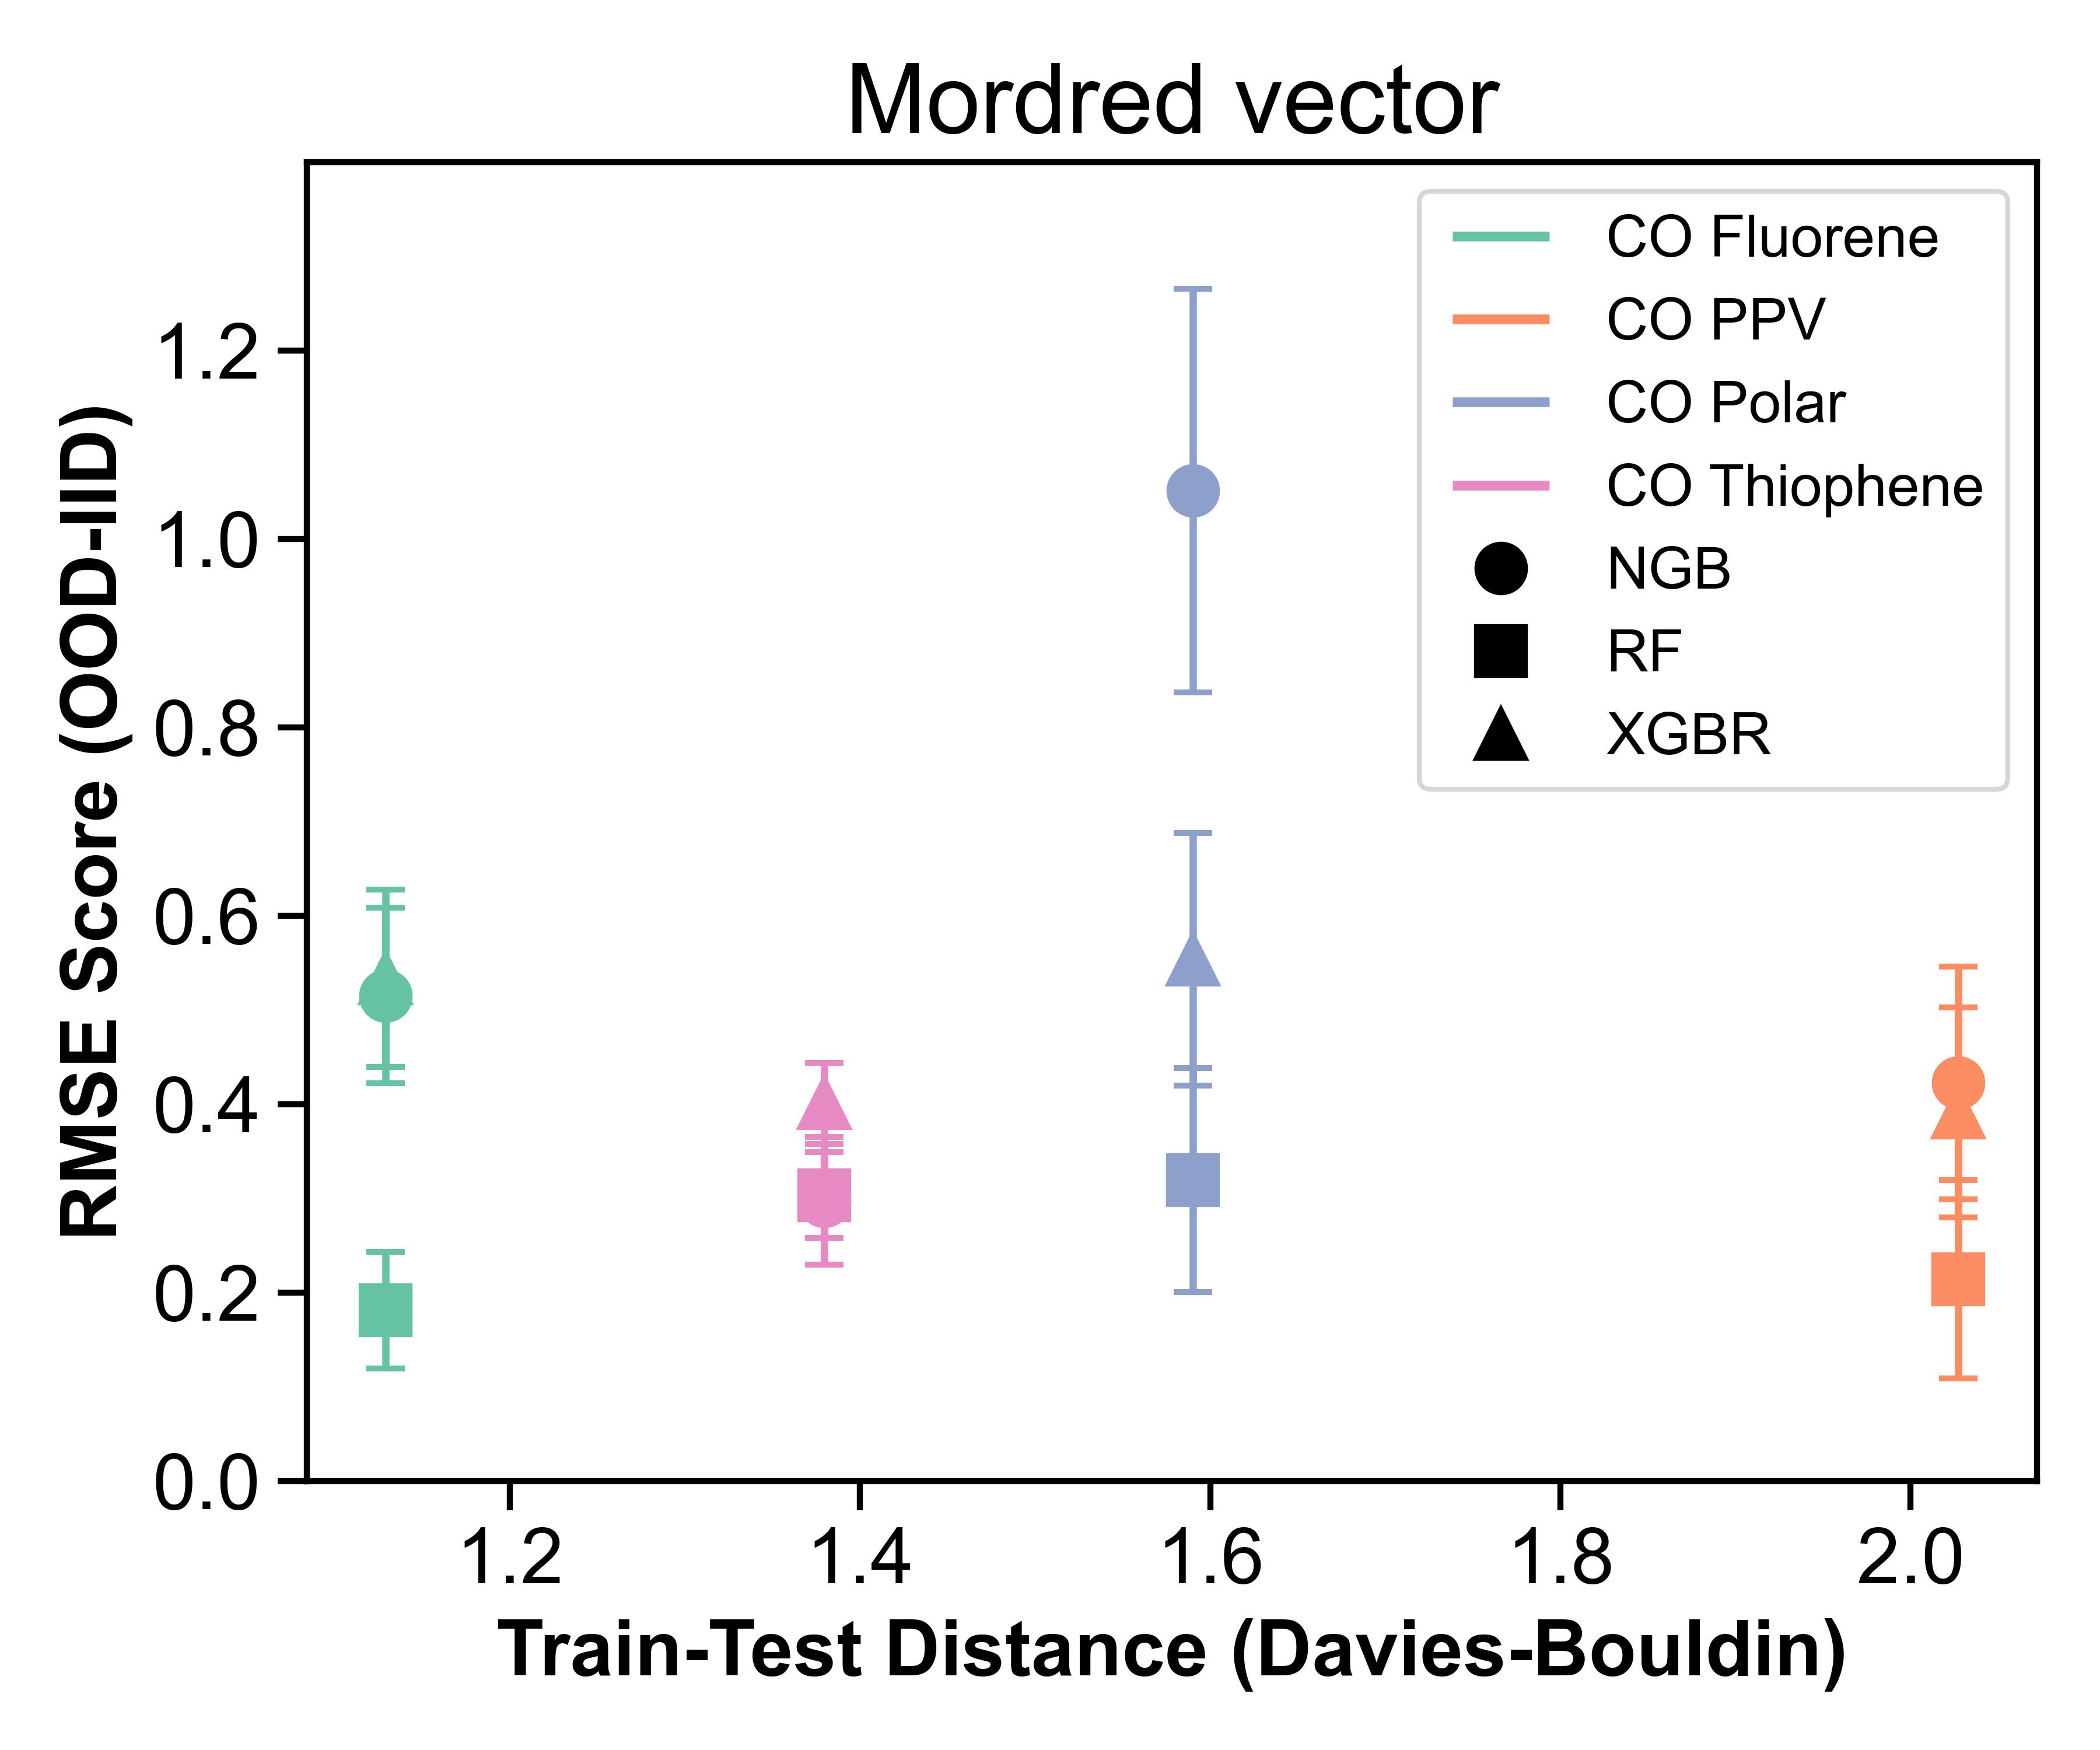 Mordred vector
RMSE Score (OOD-IID)
1.2
1.0
0.8
0.6
0.4
0.2
0.0
CO Fluorene
CO PPV
CO Polar
CO Thiophene
NGB
RF
XGBR
1.2 1.4 1.6 1.8 2.0
Train-Test Distance (Davies-Bouldin)